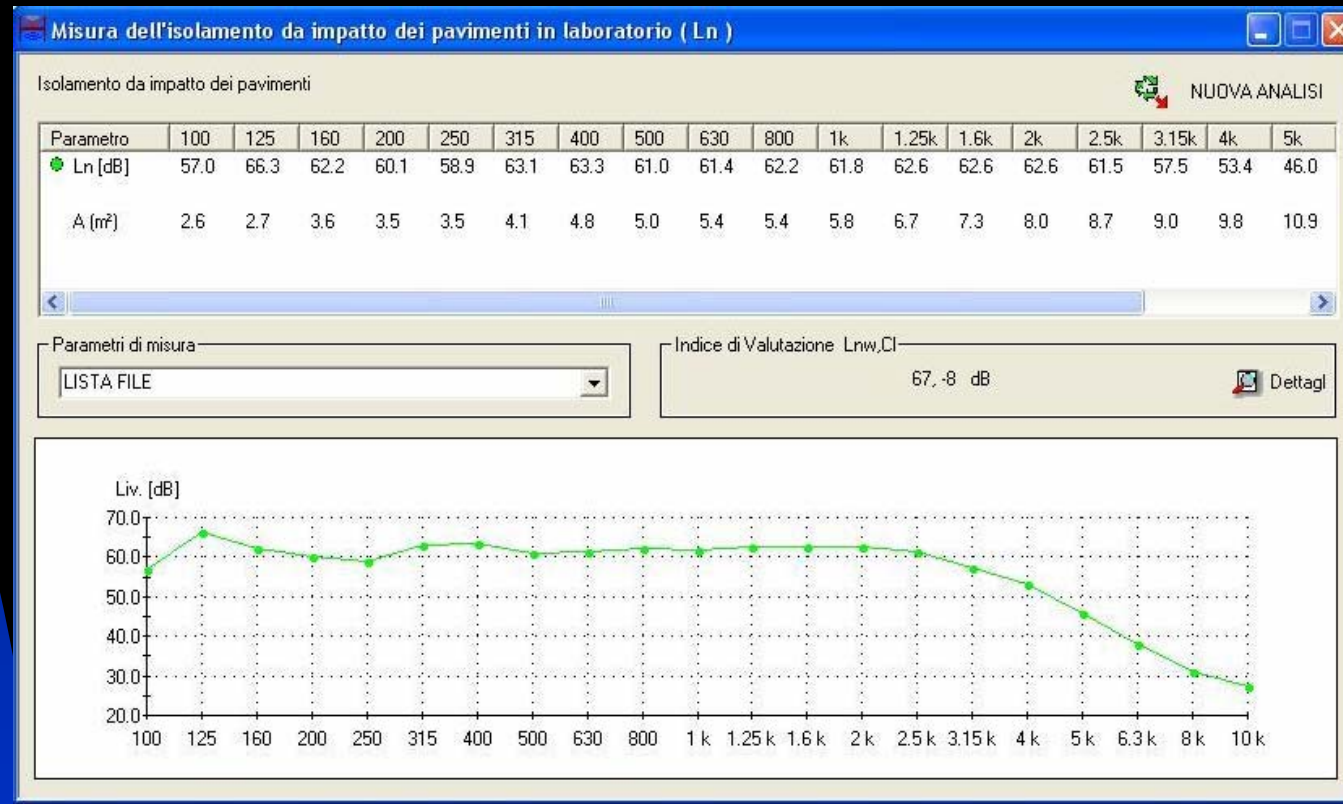 Misura dell'isolamento da impatto dei pavimenti in laboratorio ( Ln )
Isolamento da impatto dei pavimenti
NUOVA ANALISI
Parametro 100 125 160 200 250 315 400 500 630 800 1k 1.25k 1.6k 2k 2.5k 3.15k 4k 5k
Ln [dB] 57.0 66.3 62.2 60.1 58.9 63.1 63.3 61.0 61.4 62.2 61.8 62.6 62.6 62.6 61.5 57.5 53.4 46.0
A (m²) 2.6 2.7 3.6 3.5 3.5 4.1 4.8 5.0 5.4 5.4 5.8 6.7 7.3 8.0 8.7 9.0 9.8 10.9
Parametri di misura
LISTA FILE
Indice di Valutazione Lnw,CI
67, -8 dB
Dettagl
Liv. [dB]
70.0
60.0
50.0
40.0
30.0
20.0
100 125 160 200 250 315 400 500 630 800 1 k 1.25 k 1.6 k 2 k 2.5 k 3.15 k 4 k 5 k 6.3 k 8 k 10 k